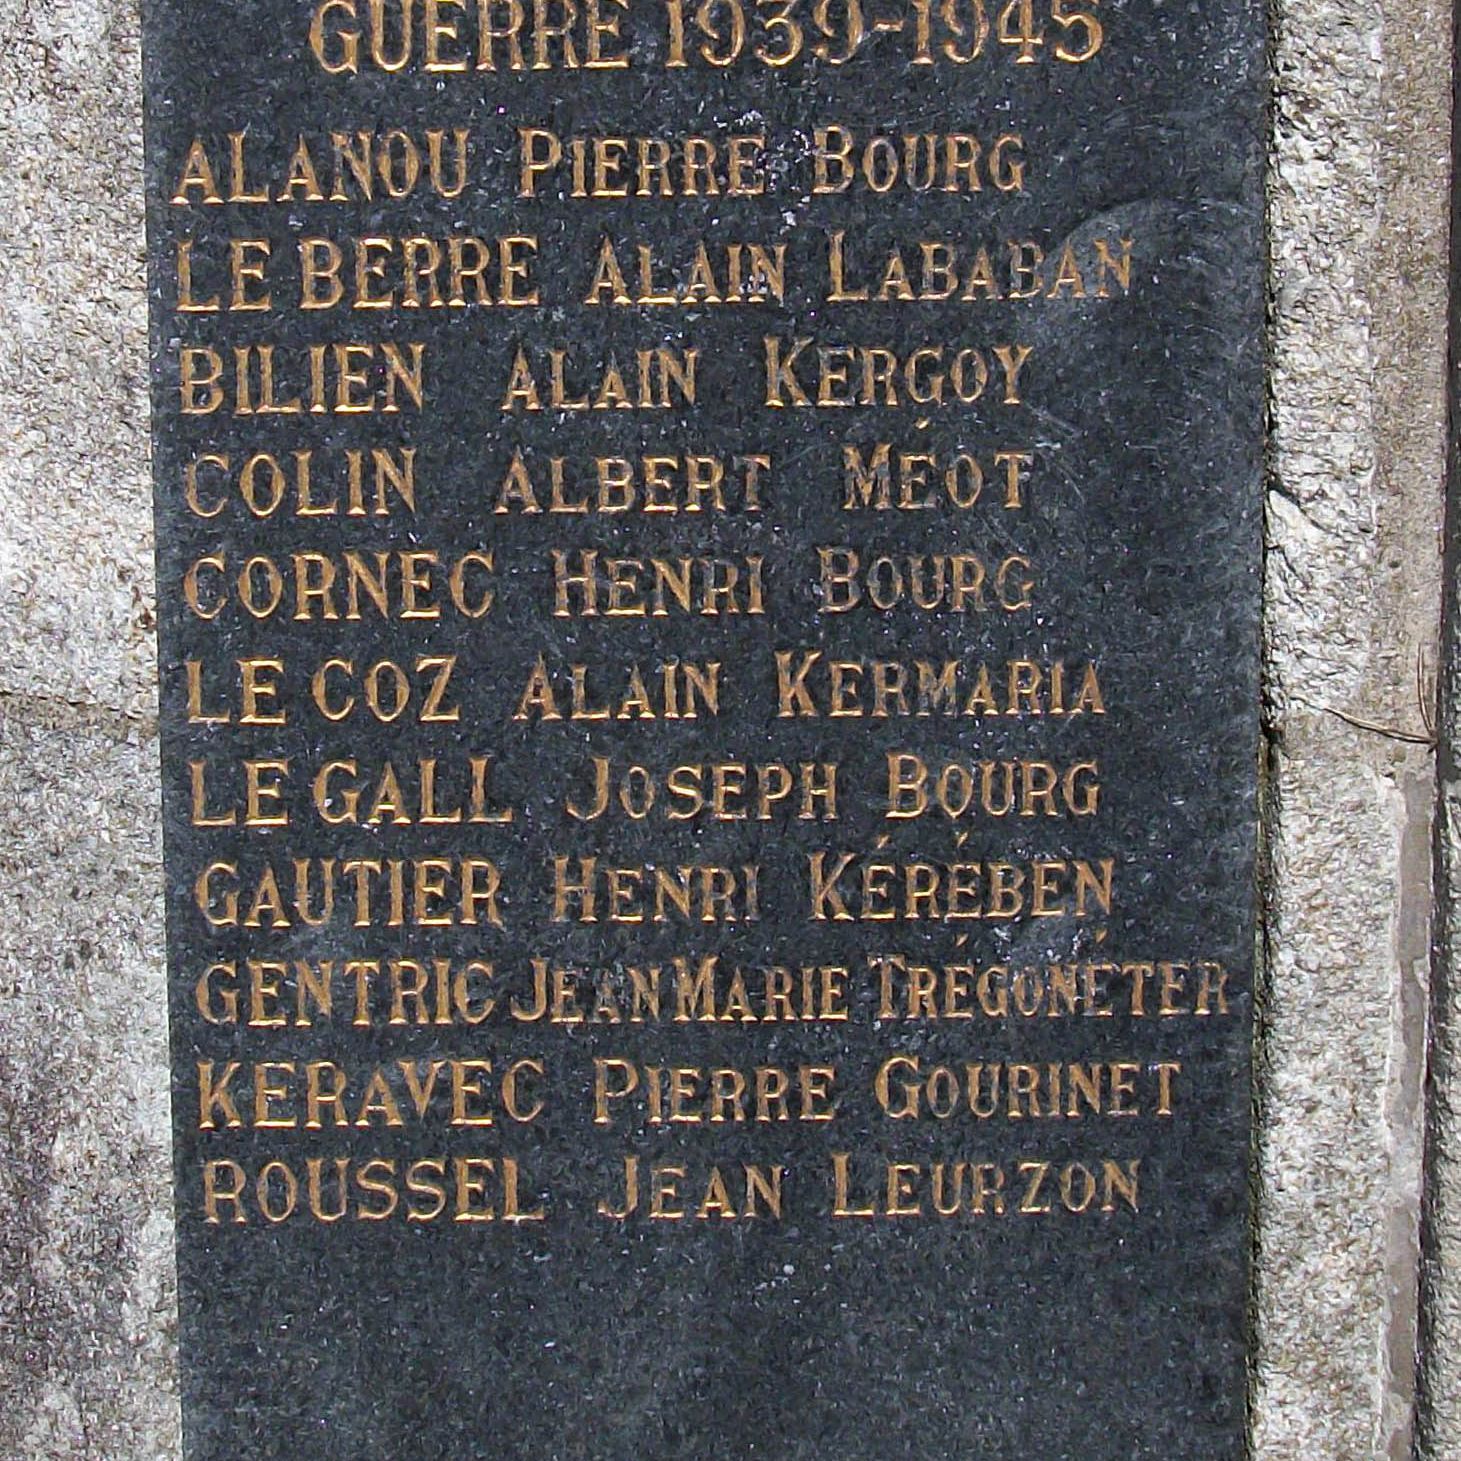 GUERRE 1939-1945
ALANOU PIERRE BOURG
LE BERRE ALAIN LABABAN
BILIEN ALAIN KERGOY
COLIN ALBERT MÉOT
CORNEC HENRI BOURG
LE COZ ALAIN KERMARIA
LE GALL JOSEPH BOURG
GAUTIER HENRI KÉRÉBEN
GENTRIC JEAN MARIE TRÉGONÉTER
KERAVEC PIERRE GOURINET
ROUSSEL JEAN LEURZON